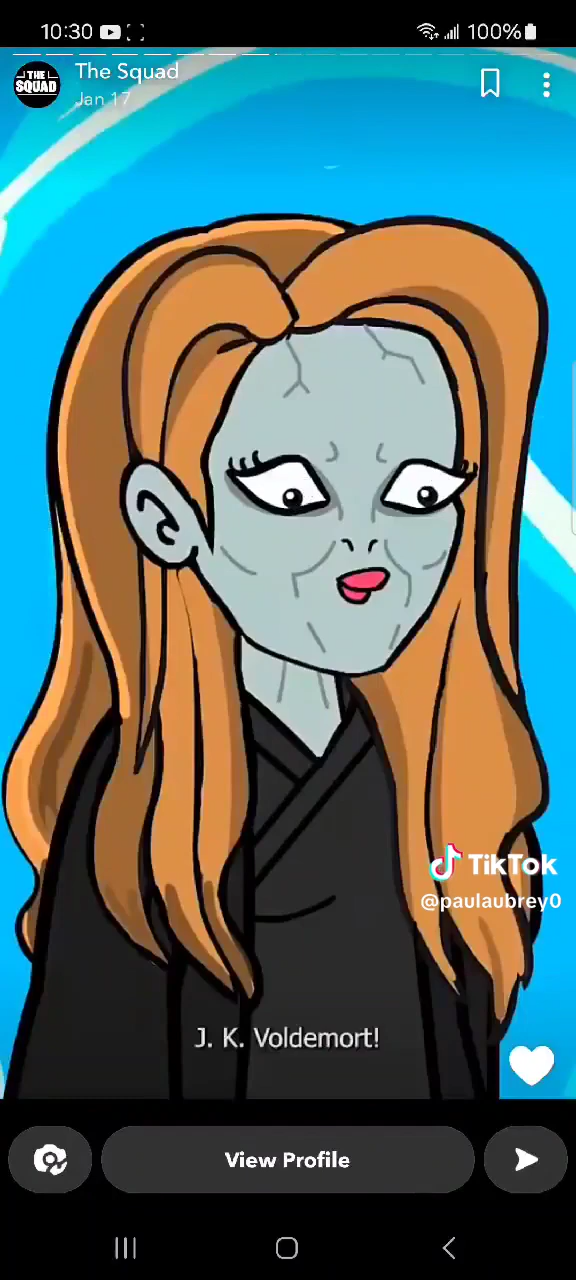 10:30
100%
THE
SQUAD
The Squad
Jan 17
TikTok
@paulaubrey0
J. K. Voldemort!
View Profile